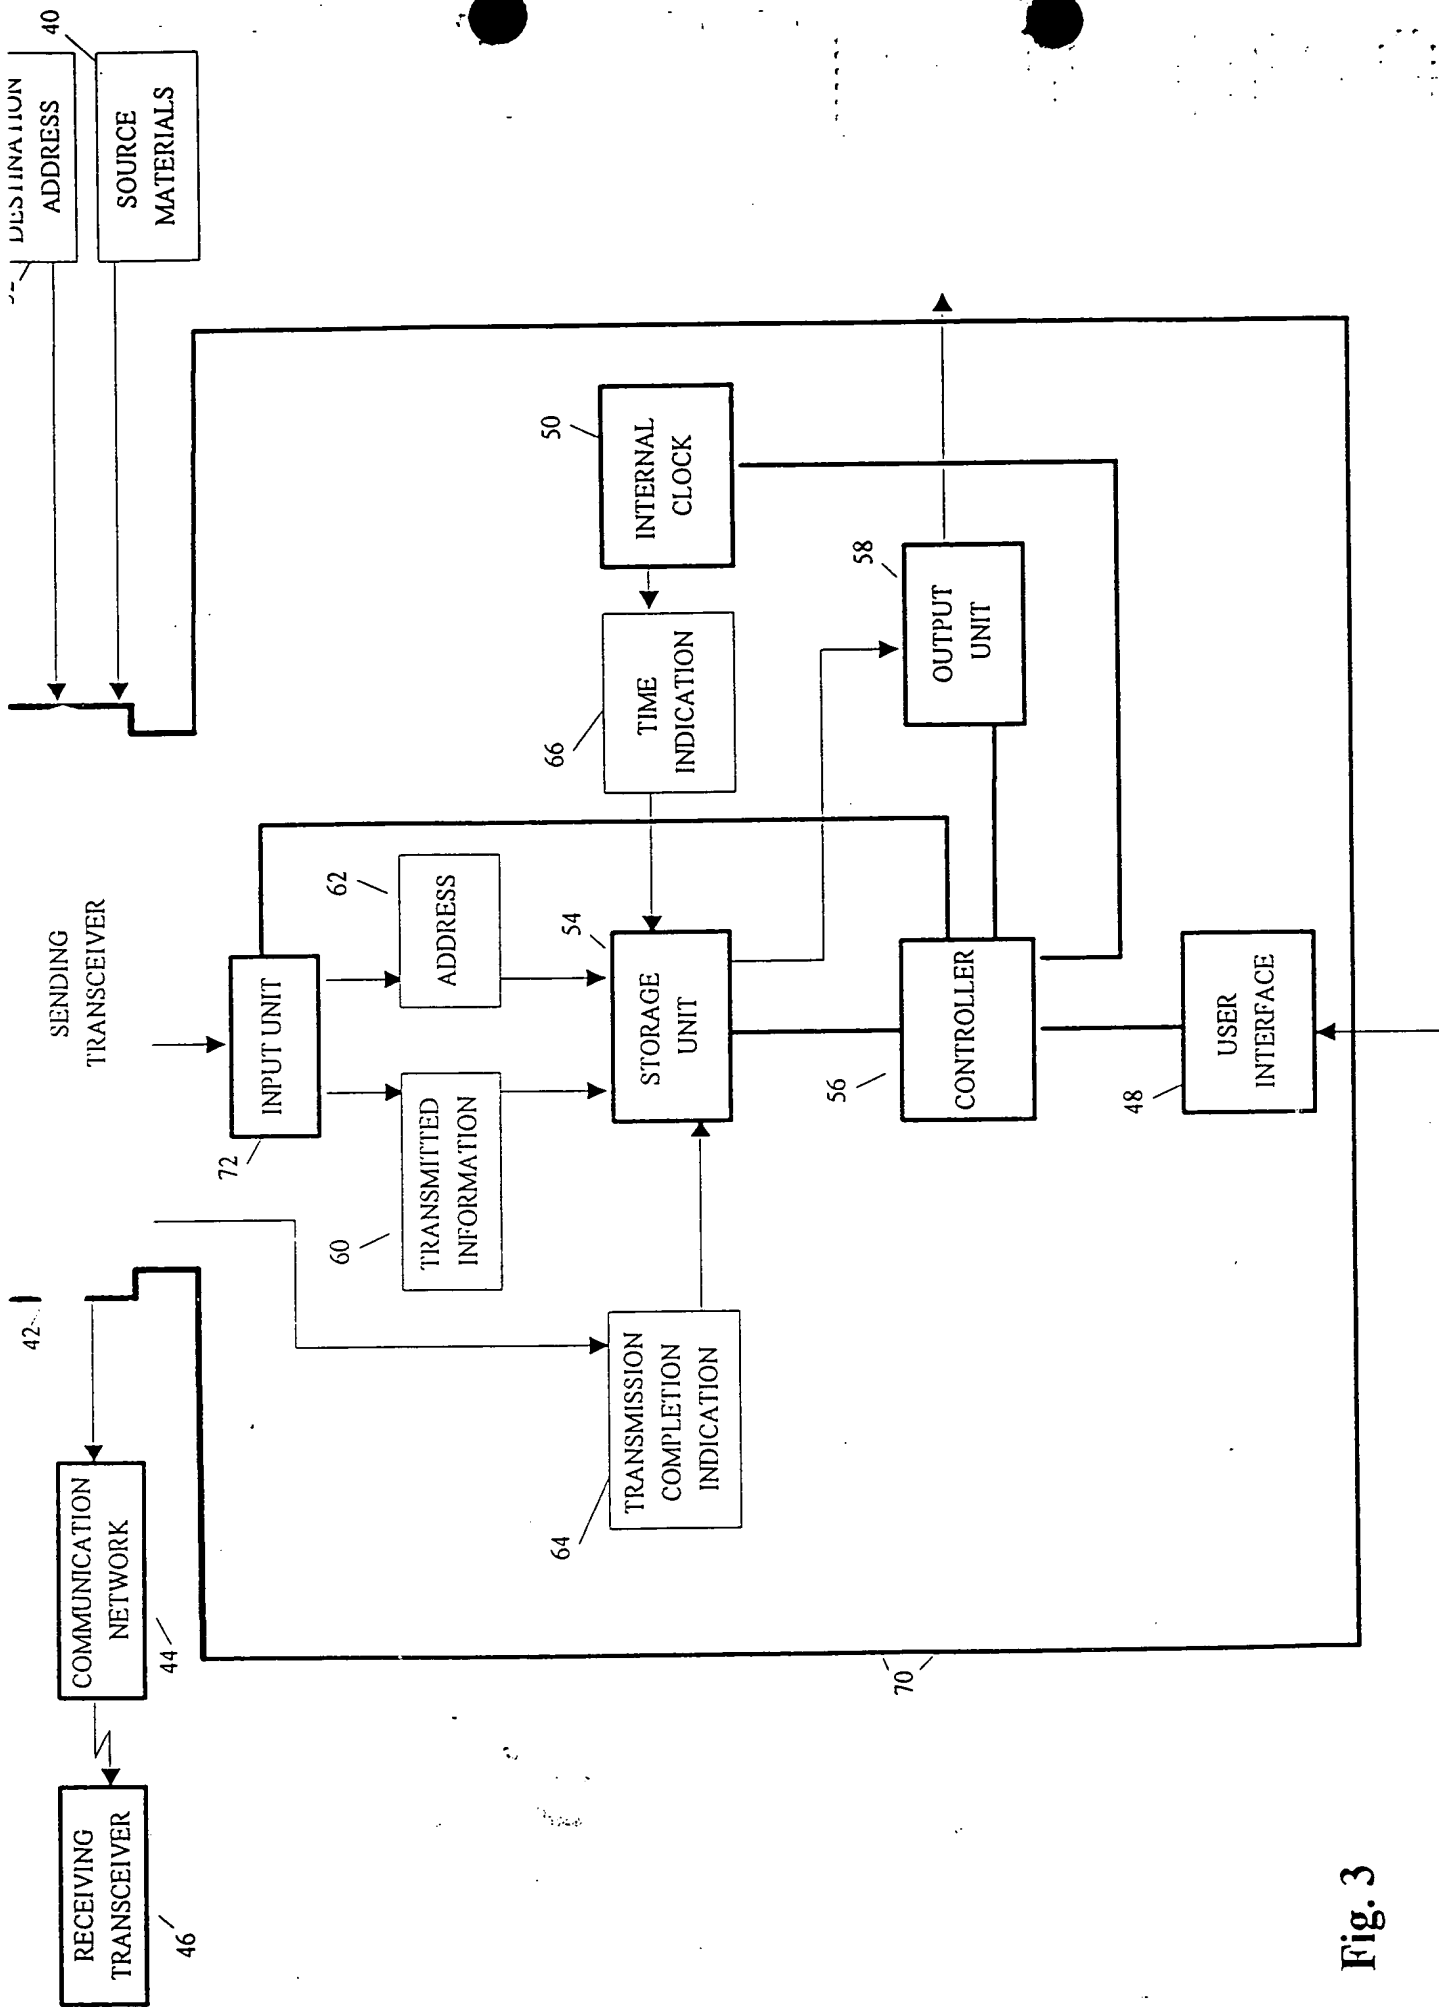 DESTINATION
ADDRESS
40
SOURCE
MATERIALS
SENDING
TRANSCEIVER
42
COMMUNICATION
NETWORK
44
RECEIVING
TRANSCEIVER
46
INPUT UNIT
72
62
ADDRESS
60
TRANSMITTED
INFORMATION
50
INTERNAL
CLOCK
66
TIME
INDICATION
54
STORAGE
UNIT
64
TRANSMISSION
COMPLETION
INDICATION
58
OUTPUT
UNIT
56
CONTROLLER
48
USER
INTERFACE
70
Fig. 3